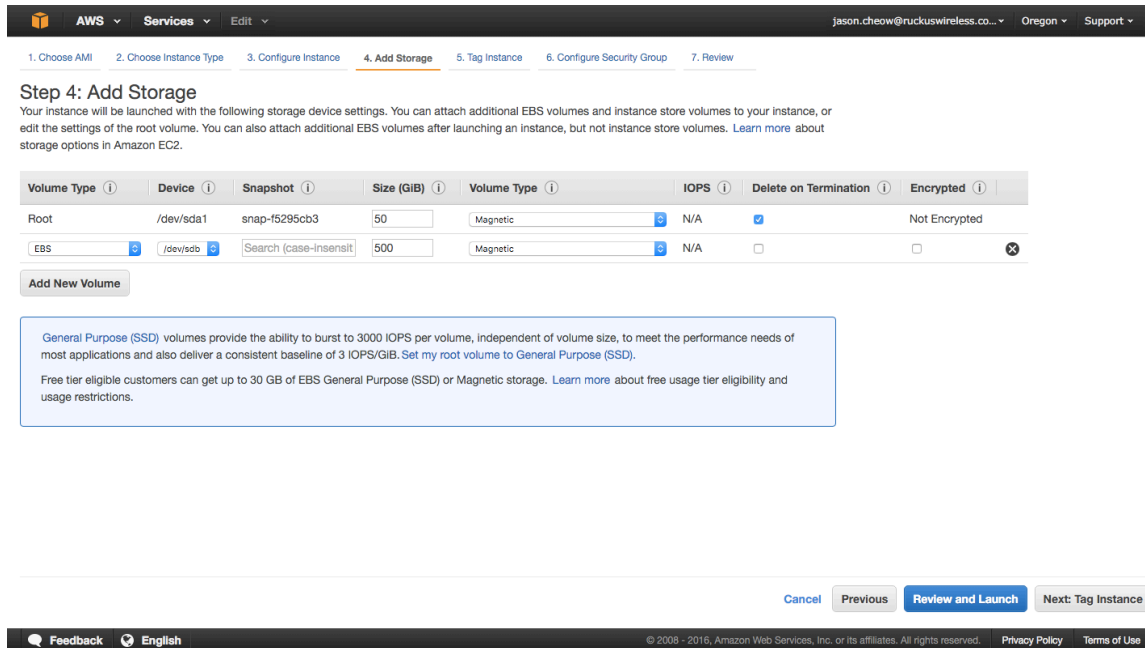 AWS Services Edit jason.cheow@ruckuswireless.co... Oregon Support
1. Choose AMI 2. Choose Instance Type 3. Configure Instance 4. Add Storage 5. Tag Instance 6. Configure Security Group 7. Review
Step 4: Add Storage
Your instance will be launched with the following storage device settings. You can attach additional EBS volumes and instance store volumes to your instance, or
edit the settings of the root volume. You can also attach additional EBS volumes after launching an instance, but not instance store volumes. Learn more about
storage options in Amazon EC2.
Volume Type Device Snapshot Size (GiB) Volume Type IOPS Delete on Termination Encrypted
Root /dev/sda1 snap-f5295cb3 50 Magnetic N/A Not Encrypted
EBS /dev/sdb Search (case-insensit 500 Magnetic N/A
Add New Volume
General Purpose (SSD) volumes provide the ability to burst to 3000 IOPS per volume, independent of volume size, to meet the performance needs of
most applications and also deliver a consistent baseline of 3 IOPS/GiB. Set my root volume to General Purpose (SSD).
Free tier eligible customers can get up to 30 GB of EBS General Purpose (SSD) or Magnetic storage. Learn more about free usage tier eligibility and
usage restrictions.
Cancel Previous Review and Launch Next: Tag Instance
Feedback English © 2008 - 2016, Amazon Web Services, Inc. or its affiliates. All rights reserved. Privacy Policy Terms of Use